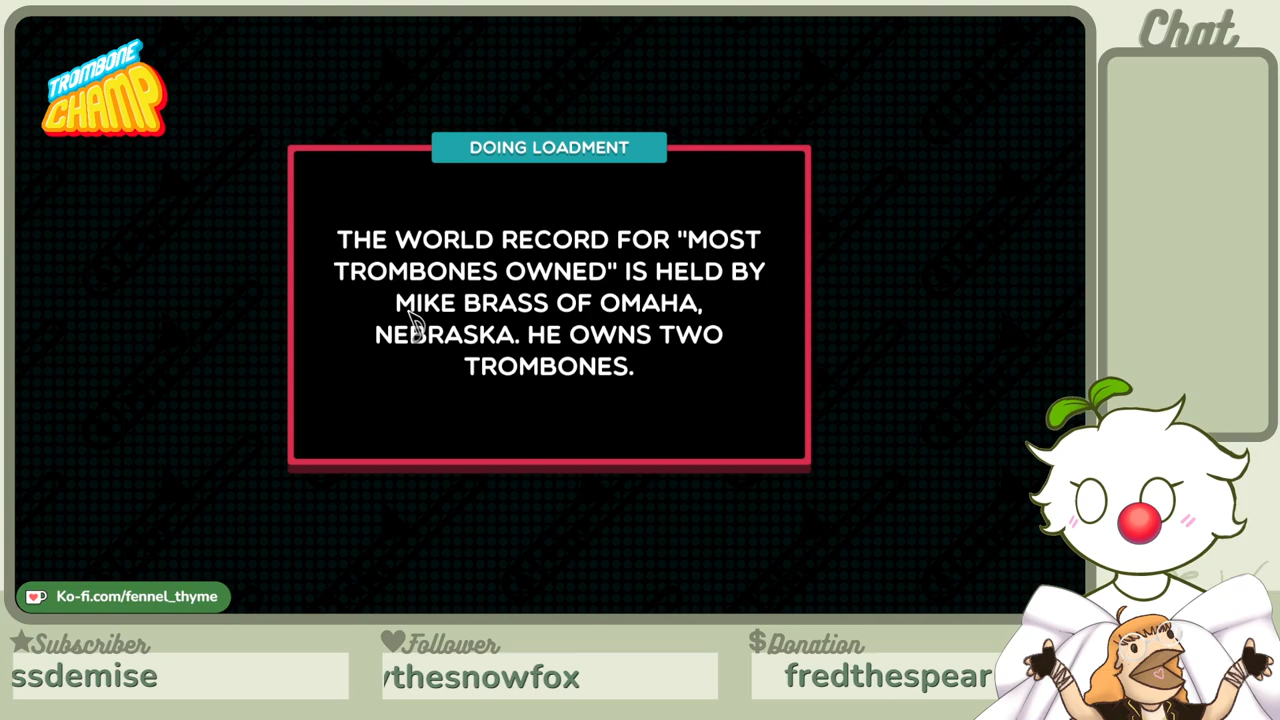 Chat
TROMBONE
CHAMP
DOING LOADMENT
THE WORLD RECORD FOR "MOST
TROMBONES OWNED" IS HELD BY
MIKE BRASS OF OMAHA,
NEBRASKA. HE OWNS TWO
TROMBONES.
Ko-fi.com/fennel_thyme
Subscriber
ssdemise
Follower
ythesnowfox
$Donation
fredthespear